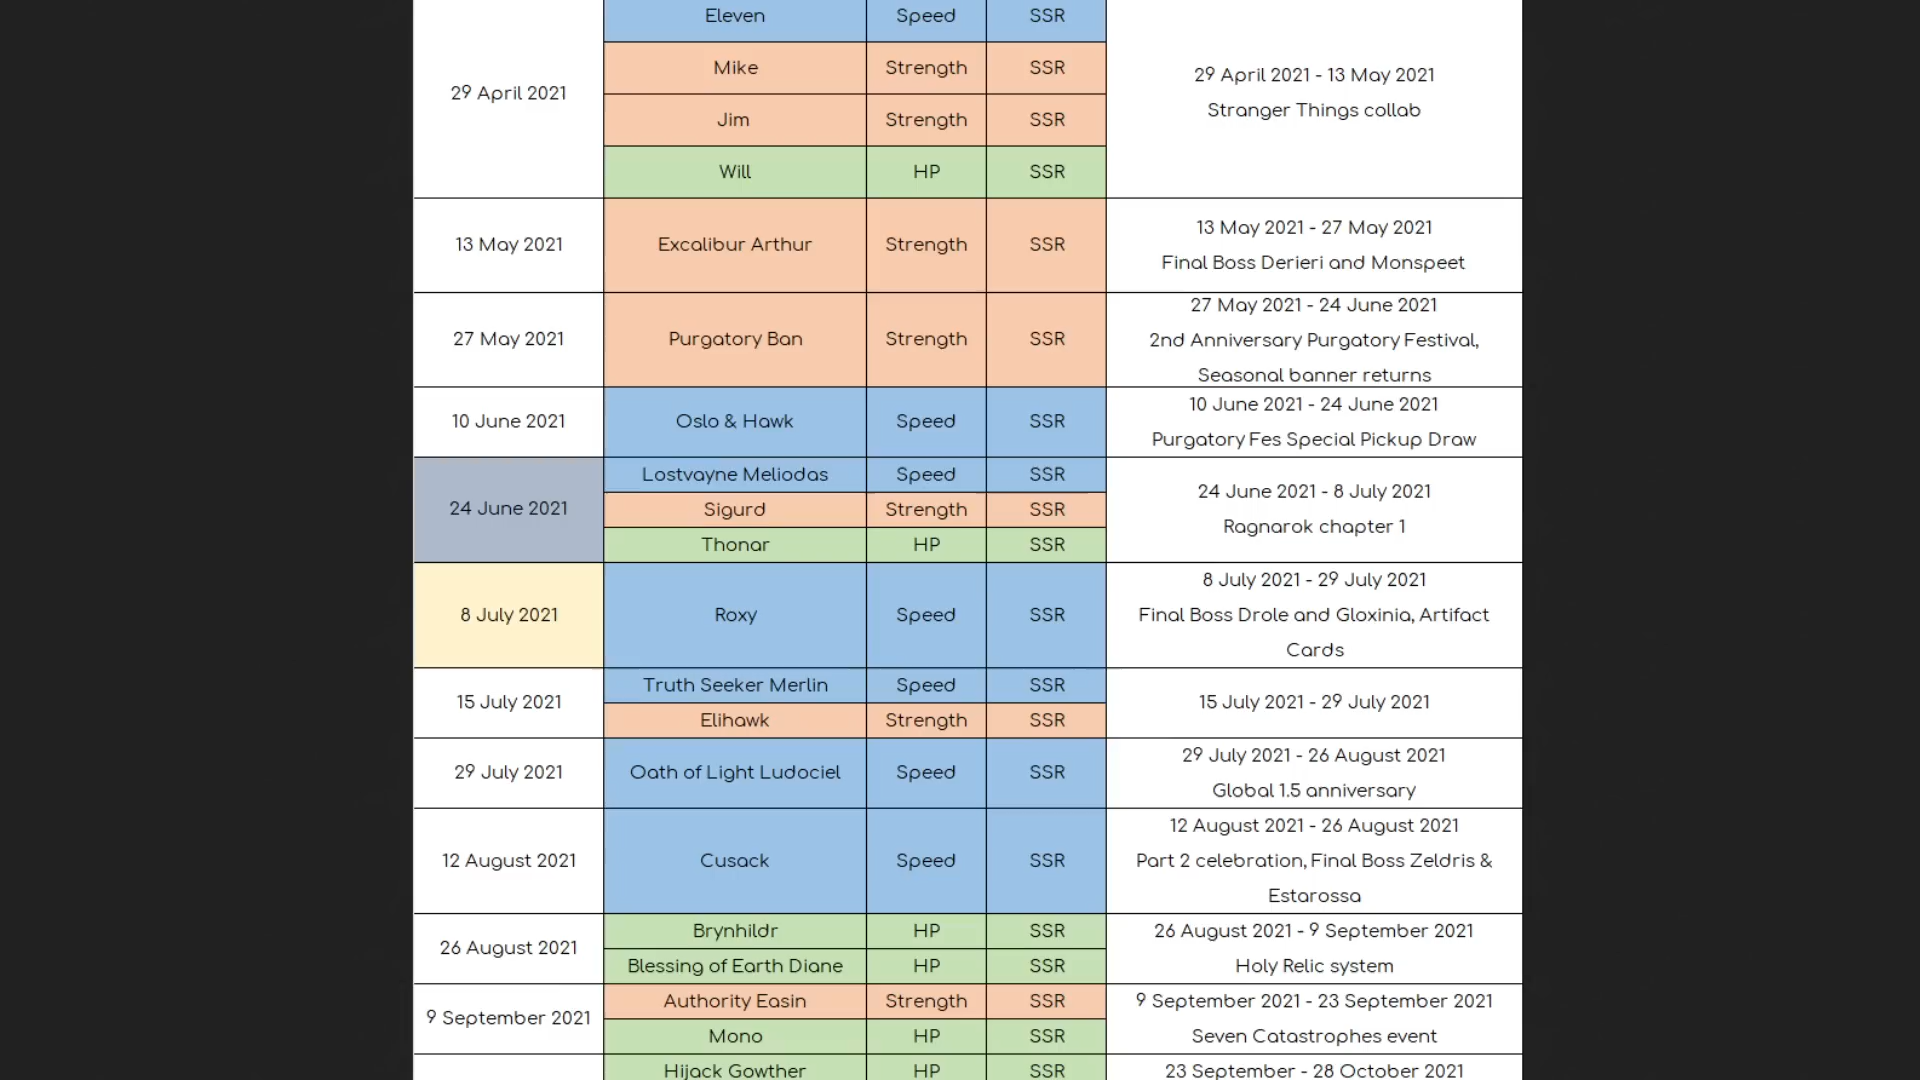 29 April 2021
Eleven Speed SSR
Mike Strength SSR
Jim Strength SSR
Will HP SSR
29 April 2021 - 13 May 2021
Stranger Things collab
13 May 2021
Excalibur Arthur Strength SSR
13 May 2021 - 27 May 2021
Final Boss Derieri and Monspeet
27 May 2021
Purgatory Ban Strength SSR
27 May 2021 - 24 June 2021
2nd Anniversary Purgatory Festival,
Seasonal banner returns
10 June 2021
Oslo & Hawk Speed SSR
10 June 2021 - 24 June 2021
Purgatory Fes Special Pickup Draw
24 June 2021
Lostvayne Meliodas Speed SSR
Sigurd Strength SSR
Thonar HP SSR
24 June 2021 - 8 July 2021
Ragnarok chapter 1
8 July 2021
Roxy Speed SSR
8 July 2021 - 29 July 2021
Final Boss Drole and Gloxinia, Artifact
Cards
15 July 2021
Truth Seeker Merlin Speed SSR
Elihawk Strength SSR
15 July 2021 - 29 July 2021
29 July 2021
Oath of Light Ludociel Speed SSR
29 July 2021 - 26 August 2021
Global 1.5 anniversary
12 August 2021
Cusack Speed SSR
12 August 2021 - 26 August 2021
Part 2 celebration, Final Boss Zeldris &
Estarossa
26 August 2021
Brynhildr HP SSR
Blessing of Earth Diane HP SSR
26 August 2021 - 9 September 2021
Holy Relic system
9 September 2021
Authority Easin Strength SSR
Mono HP SSR
9 September 2021 - 23 September 2021
Seven Catastrophes event
Hijack Gowther HP SSR
23 September - 28 October 2021